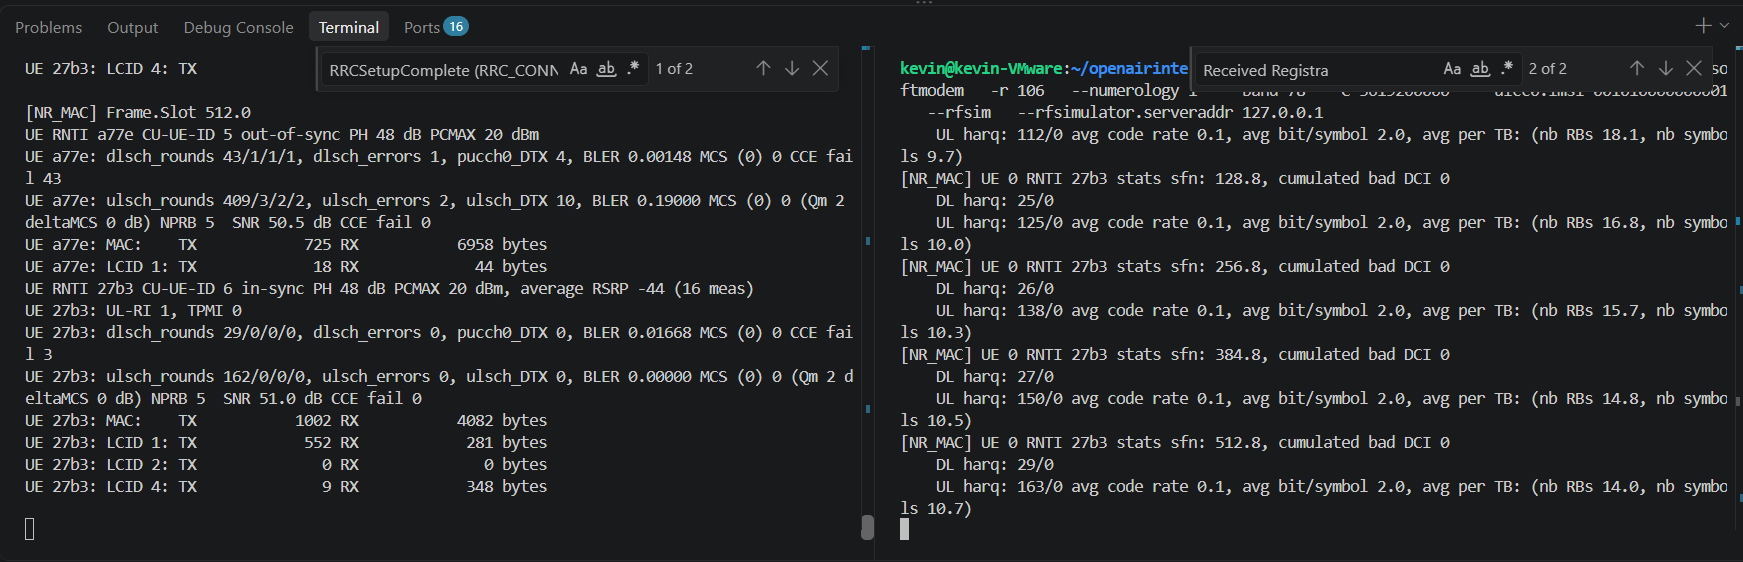 Problems Output Debug Console Terminal Ports 16
RRCSetupComplete (RRC_CONN Aa ab .* 1 of 2
UE 27b3: LCID 4: TX
[NR_MAC] Frame.Slot 512.0
UE RNTI a77e CU-UE-ID 5 out-of-sync PH 48 dB PCMAX 20 dBm
UE a77e: dlsch_rounds 43/1/1/1, dlsch_errors 1, pucch0_DTX 4, BLER 0.00148 MCS (0) 0 CCE fai
l 43
UE a77e: ulsch_rounds 409/3/2/2, ulsch_errors 2, ulsch_DTX 10, BLER 0.19000 MCS (0) 0 (Qm 2
deltaMCS 0 dB) NPRB 5  SNR 50.5 dB CCE fail 0
UE a77e: MAC:    TX            725 RX           6958 bytes
UE a77e: LCID 1: TX             18 RX             44 bytes
UE RNTI 27b3 CU-UE-ID 6 in-sync PH 48 dB PCMAX 20 dBm, average RSRP -44 (16 meas)
UE 27b3: UL-RI 1, TPMI 0
UE 27b3: dlsch_rounds 29/0/0/0, dlsch_errors 0, pucch0_DTX 0, BLER 0.01668 MCS (0) 0 CCE fai
l 3
UE 27b3: ulsch_rounds 162/0/0/0, ulsch_errors 0, ulsch_DTX 0, BLER 0.00000 MCS (0) 0 (Qm 2 d
eltaMCS 0 dB) NPRB 5  SNR 51.0 dB CCE fail 0
UE 27b3: MAC:    TX           1002 RX           4082 bytes
UE 27b3: LCID 1: TX            552 RX            281 bytes
UE 27b3: LCID 2: TX              0 RX              0 bytes
UE 27b3: LCID 4: TX              9 RX            348 bytes
Received Registra Aa ab .* 2 of 2
kevin@kevin-VMware:~/openairinte so
ftmodem  -r 106  --numerology
--rfsim  --rfsimulator.serveraddr 127.0.0.1
UL harq: 112/0 avg code rate 0.1, avg bit/symbol 2.0, avg per TB: (nb RBs 18.1, nb symbo
ls 9.7)
[NR_MAC] UE 0 RNTI 27b3 stats sfn: 128.8, cumulated bad DCI 0
DL harq: 25/0
UL harq: 125/0 avg code rate 0.1, avg bit/symbol 2.0, avg per TB: (nb RBs 16.8, nb symbo
ls 10.0)
[NR_MAC] UE 0 RNTI 27b3 stats sfn: 256.8, cumulated bad DCI 0
DL harq: 26/0
UL harq: 138/0 avg code rate 0.1, avg bit/symbol 2.0, avg per TB: (nb RBs 15.7, nb symbo
ls 10.3)
[NR_MAC] UE 0 RNTI 27b3 stats sfn: 384.8, cumulated bad DCI 0
DL harq: 27/0
UL harq: 150/0 avg code rate 0.1, avg bit/symbol 2.0, avg per TB: (nb RBs 14.8, nb symbo
ls 10.5)
[NR_MAC] UE 0 RNTI 27b3 stats sfn: 512.8, cumulated bad DCI 0
DL harq: 29/0
UL harq: 163/0 avg code rate 0.1, avg bit/symbol 2.0, avg per TB: (nb RBs 14.0, nb symbo
ls 10.7)